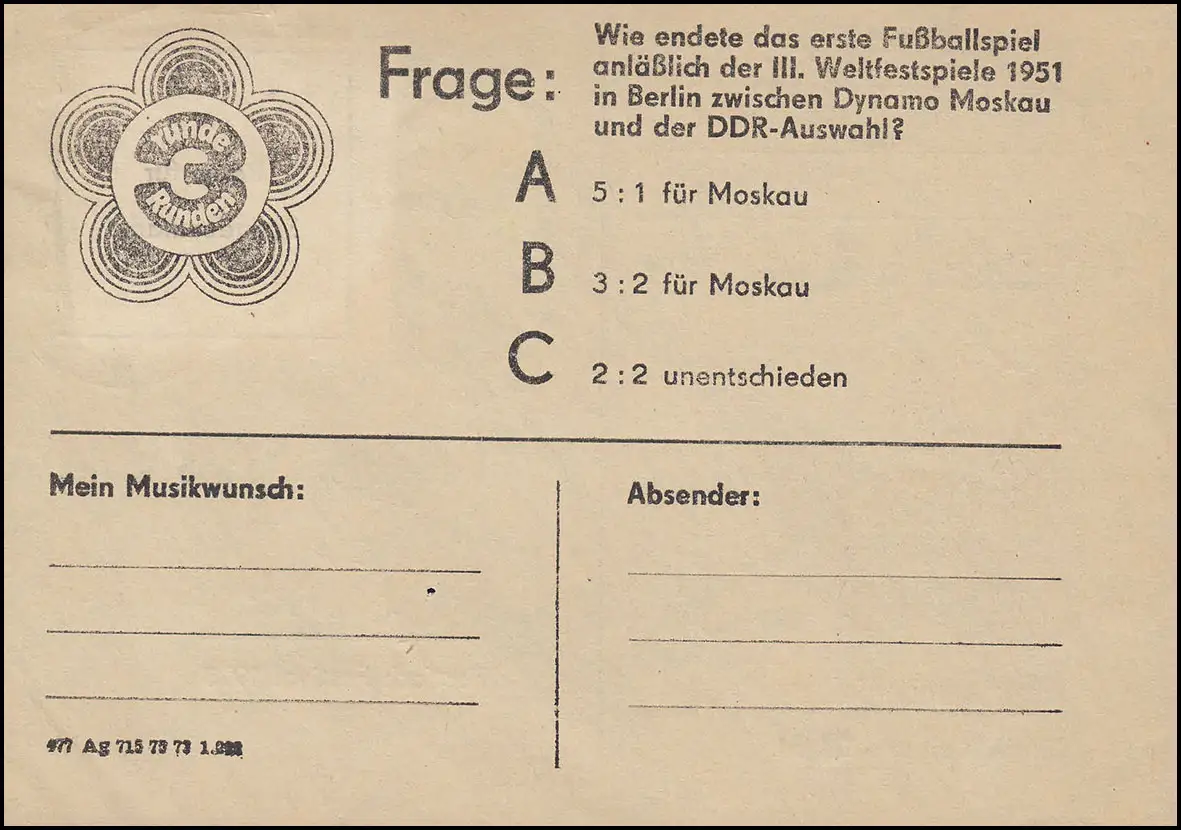 runde
3
Runden
Frage:
Wie endete das erste Fußballspiel
anläßlich der III. Weltfestspiele 1951
in Berlin zwischen Dynamo Moskau
und der DDR-Auswahl?
A 5 : 1 für Moskau
B 3 : 2 für Moskau
C 2 : 2 unentschieden
Mein Musikwunsch:
Absender:
Ag 715 73 73